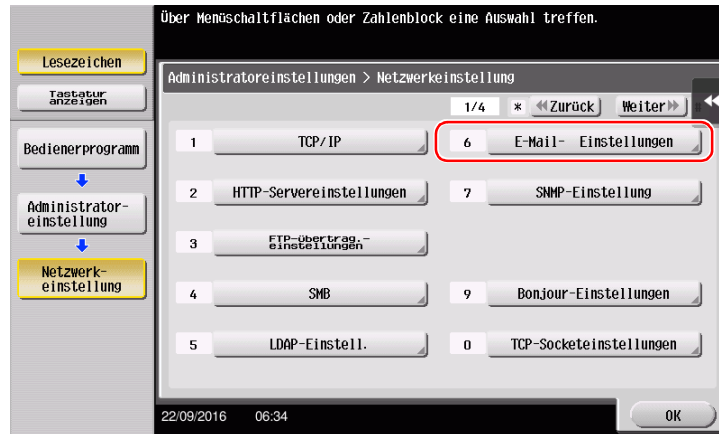 Über Menüschaltflächen oder Zahlenblock eine Auswahl treffen.
Lesezeichen
Tastatur
anzeigen
Bedienerprogramm
Administrator-
einstellung
Netzwerk-
einstellung
Administratoreinstellungen > Netzwerkeinstellung
1/4 * Zurück Weiter
1 TCP/IP
2 HTTP-Servereinstellungen
3 FTP-Übertrag.-
einstellungen
4 SMB
5 LDAP-Einstell.
6 E-Mail- Einstellungen
7 SNMP-Einstellung
9 Bonjour-Einstellungen
0 TCP-Socketeinstellungen
22/09/2016 06:34
OK